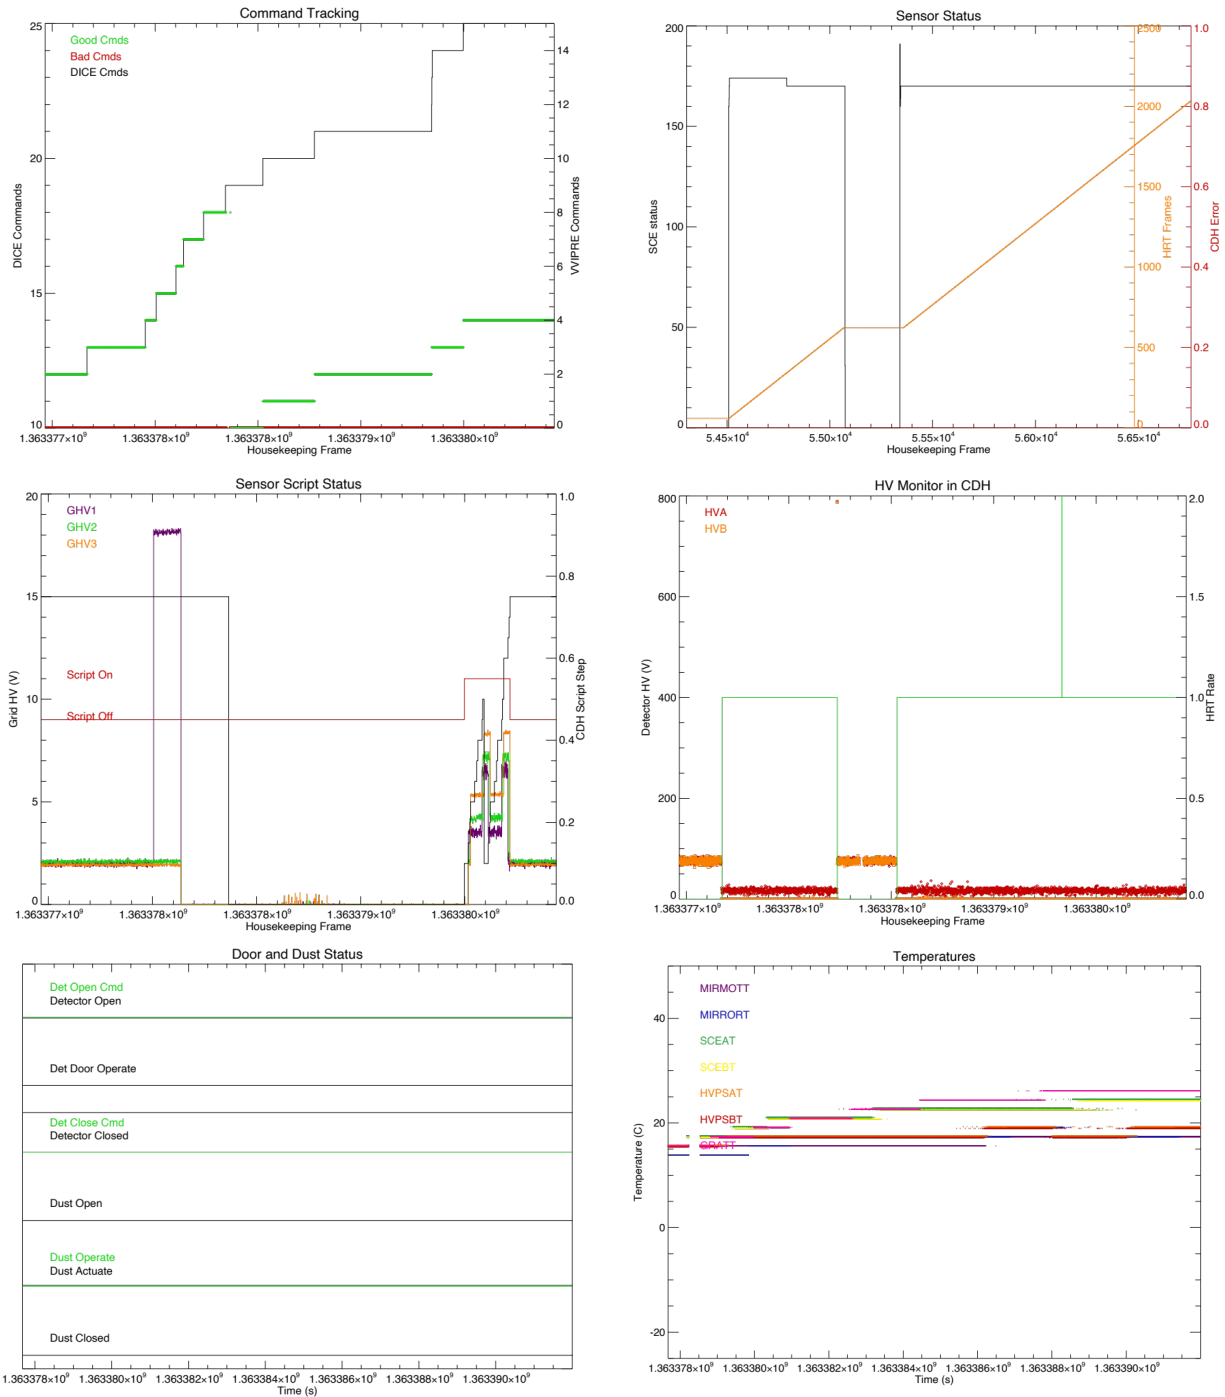 Command Tracking
25
Good Cmds
Bad Cmds
DICE Cmds
20
15
10
DICE Commands
14
12
10
8
6
4
2
0
VVIPRE Commands
1.363377×10⁹ 1.363378×10⁹ 1.363378×10⁹ 1.363379×10⁹ 1.363380×10⁹
Housekeeping Frame
Sensor Status
200
150
100
50
0
SCE status
2500
2000
1500
1000
500
0
HRT Frames
1.0
0.8
0.6
0.4
0.2
0.0
CDH Error
5.45×10⁴ 5.50×10⁴ 5.55×10⁴ 5.60×10⁴ 5.65×10⁴
Housekeeping Frame
Sensor Script Status
20
GHV1
GHV2
GHV3
15
Script On
10
Script Off
5
0
Grid HV (V)
1.0
0.8
0.6
0.4
0.2
0.0
CDH Script Step
1.363377×10⁹ 1.363378×10⁹ 1.363378×10⁹ 1.363379×10⁹ 1.363380×10⁹
Housekeeping Frame
HV Monitor in CDH
800
HVA
HVB
600
400
200
0
Detector HV (V)
2.0
1.5
1.0
0.5
0.0
HRT Rate
1.363377×10⁹ 1.363378×10⁹ 1.363378×10⁹ 1.363379×10⁹ 1.363380×10⁹
Housekeeping Frame
Door and Dust Status
Det Open Cmd
Detector Open
Det Door Operate
Det Close Cmd
Detector Closed
Dust Open
Dust Operate
Dust Actuate
Dust Closed
1.363378×10⁹ 1.363380×10⁹ 1.363382×10⁹ 1.363384×10⁹ 1.363386×10⁹ 1.363388×10⁹ 1.363390×10⁹
Time (s)
Temperatures
MIRMOTT
MIRRORT
SCEAT
SCEBT
HVPSAT
HVPSBT
GRATT
40
20
0
-20
Temperature (C)
1.363378×10⁹ 1.363380×10⁹ 1.363382×10⁹ 1.363384×10⁹ 1.363386×10⁹ 1.363388×10⁹ 1.363390×10⁹
Time (s)